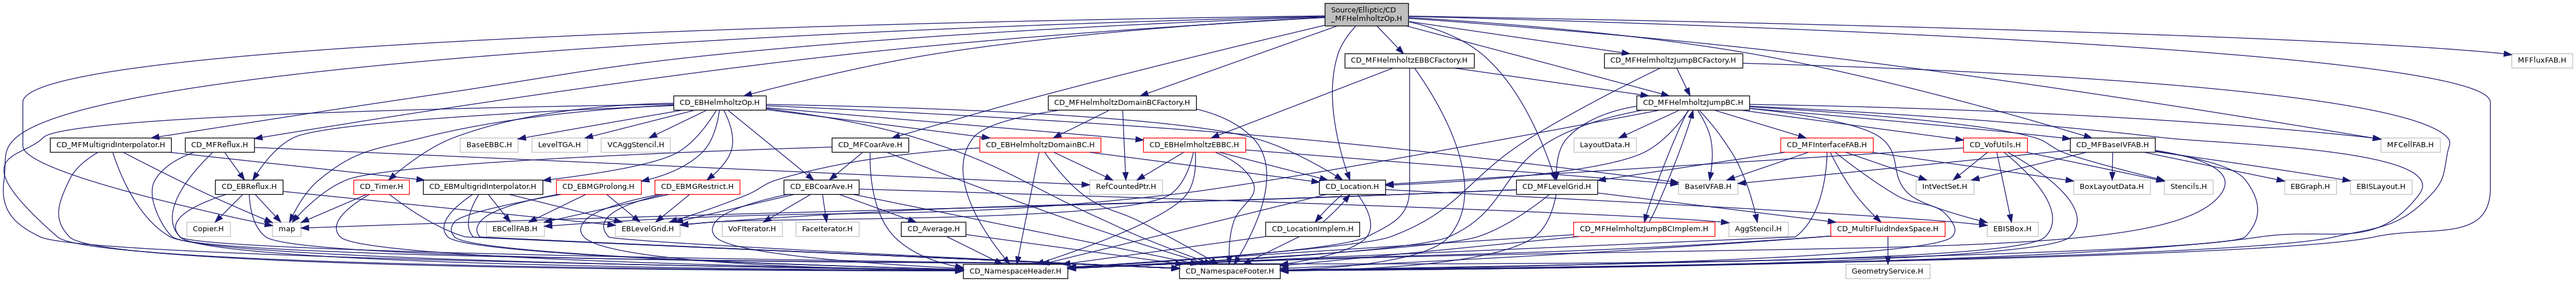 Source/Elliptic/CD
_MFHelmholtzOp.H
CD_MFHelmholtzEBBCFactory.H
CD_MFHelmholtzJumpBCFactory.H
MFFluxFAB.H
CD_EBHelmholtzOp.H
CD_MFHelmholtzDomainBCFactory.H
CD_MFHelmholtzJumpBC.H
CD_MFMultigridInterpolator.H
CD_MFReflux.H
BaseEBBC.H
LevelTGA.H
VCAggStencil.H
CD_MFCoarAve.H
CD_EBHelmholtzDomainBC.H
CD_EBHelmholtzEBBC.H
LayoutData.H
CD_MFInterfaceFAB.H
CD_VofUtils.H
CD_MFBaseIVFAB.H
MFCellFAB.H
CD_EBReflux.H
CD_Timer.H
CD_EBMultigridInterpolator.H
CD_EBMGProlong.H
CD_EBMGRestrict.H
CD_EBCoarAve.H
RefCountedPtr.H
CD_Location.H
CD_MFLevelGrid.H
BaseIVFAB.H
IntVectSet.H
BoxLayoutData.H
Stencils.H
EBGraph.H
EBISLayout.H
Copier.H
map
EBCellFAB.H
EBLevelGrid.H
VoFIterator.H
FaceIterator.H
CD_Average.H
CD_LocationImplem.H
CD_MFHelmholtzJumpBCImplem.H
AggStencil.H
CD_MultiFluidIndexSpace.H
EBISBox.H
CD_NamespaceHeader.H
CD_NamespaceFooter.H
GeometryService.H